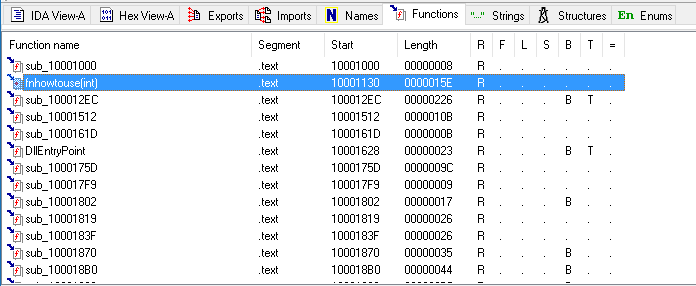 IDA View-A Hex View-A Exports Imports N Names Functions "..." Strings Structures En Enums
Function name Segment Start Length R F L S B T =
sub_10001000 .text 10001000 00000008 R . . . . . .
fnhowtouse(int) .text 10001130 0000015E R . . . . . .
sub_100012EC .text 100012EC 00000226 R . . . B T .
sub_10001512 .text 10001512 0000010B R . . . . . .
sub_1000161D .text 1000161D 0000000B R . . . . . .
DllEntryPoint .text 10001628 00000023 R . . . B T .
sub_1000175D .text 1000175D 0000009C R . . . . . .
sub_100017F9 .text 100017F9 00000009 R . . . . . .
sub_10001802 .text 10001802 00000017 R . . . B . .
sub_10001819 .text 10001819 00000026 R . . . . . .
sub_1000183F .text 1000183F 00000026 R . . . . . .
sub_10001870 .text 10001870 00000035 R . . . B . .
sub_100018B0 .text 100018B0 00000044 R . . . B . .